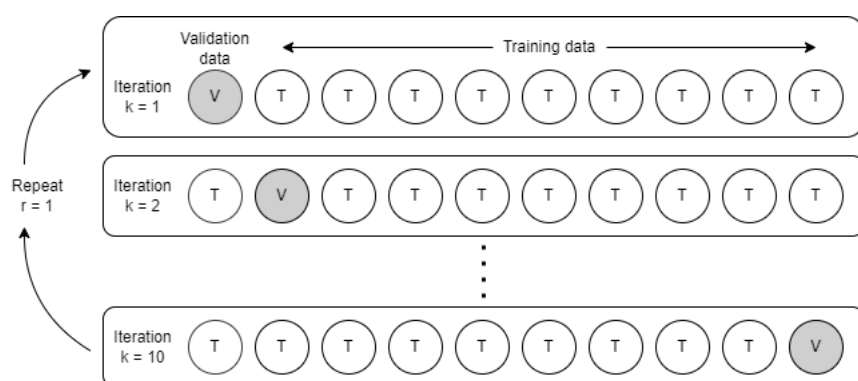 Validation
data
Training data
Iteration
k = 1
V T T T T T T T T T
Repeat
r = 1
Iteration
k = 2
T V T T T T T T T T
Iteration
k = 10
T T T T T T T T T V